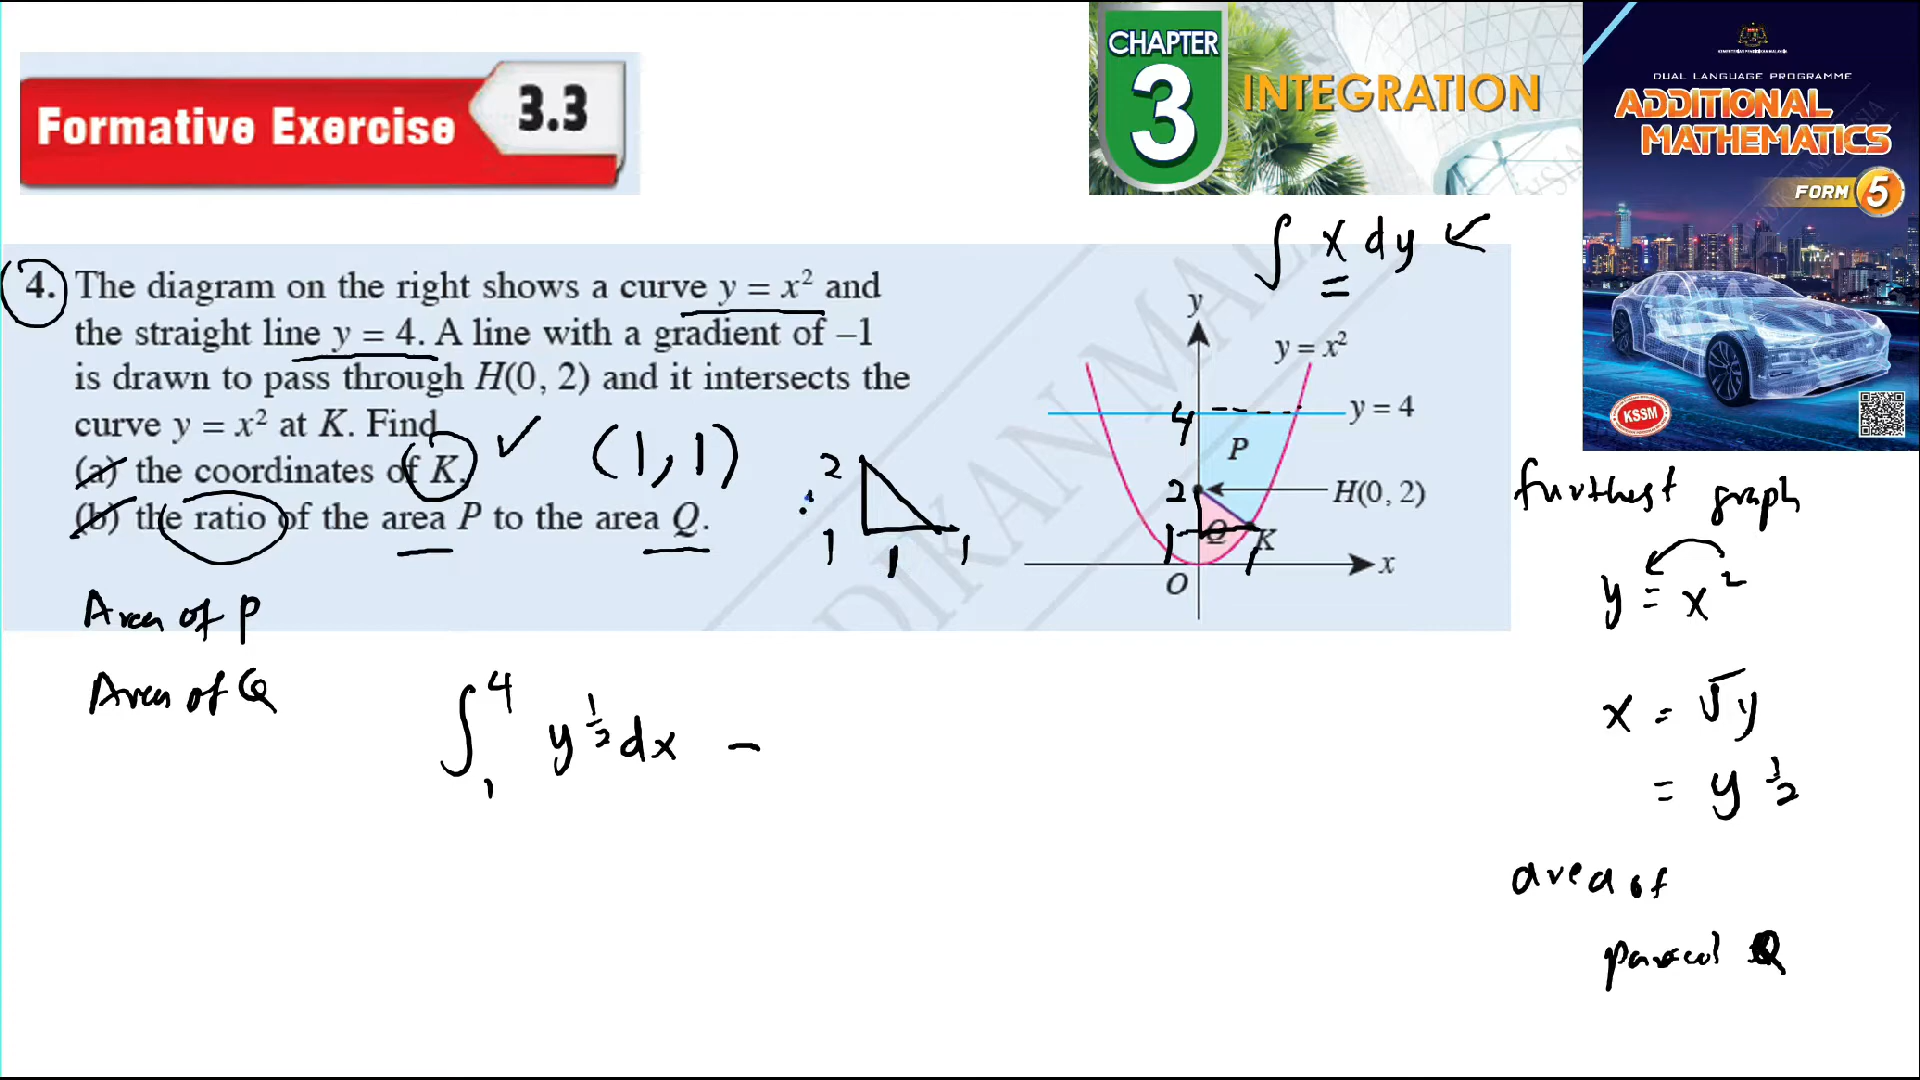 Formative Exercise 3.3
CHAPTER
3
INTEGRATION
KEMENTERIAN PENDIDIKAN MALAYSIA
DUAL LANGUAGE PROGRAMME
ADDITIONAL
MATHEMATICS
FORM 5
KSSM
∫ x dy ↙
4. The diagram on the right shows a curve y = x² and
the straight line y = 4. A line with a gradient of –1
is drawn to pass through H(0, 2) and it intersects the
curve y = x² at K. Find
(a) the coordinates of K. ✓ (1, 1)
(b) the ratio of the area P to the area Q.
2
1
1
1
y
y = x²
4
y = 4
P
2
H(0, 2)
1
Q
K
1
x
O
Area of P
Area of Q
∫₁⁴ y^½ dx –
furthest graph
y = x²
x = √y
= y^½
area of
Q